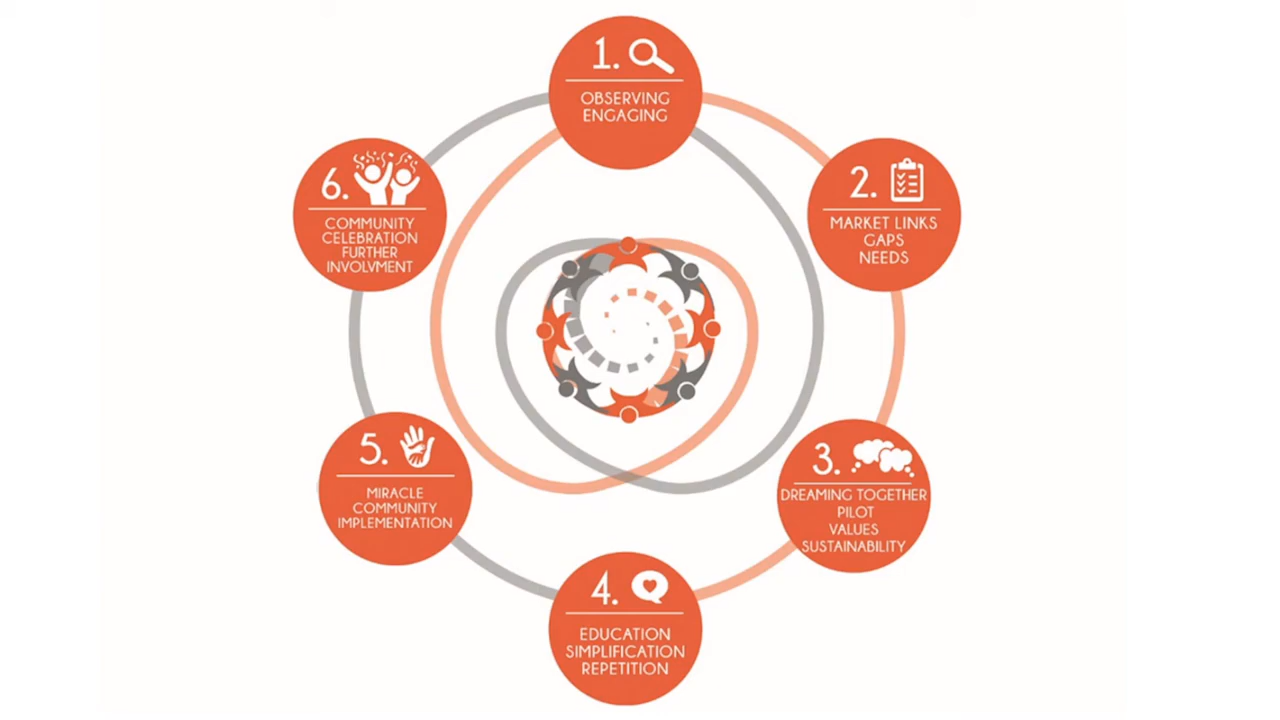 1.
OBSERVING
ENGAGING
2.
MARKET LINKS
GAPS
NEEDS
3.
DREAMING TOGETHER
PILOT
VALUES
SUSTAINABILITY
4.
EDUCATION
SIMPLIFICATION
REPETITION
5.
MIRACLE
COMMUNITY
IMPLEMENTATION
6.
COMMUNITY
CELEBRATION
FURTHER
INVOLVMENT